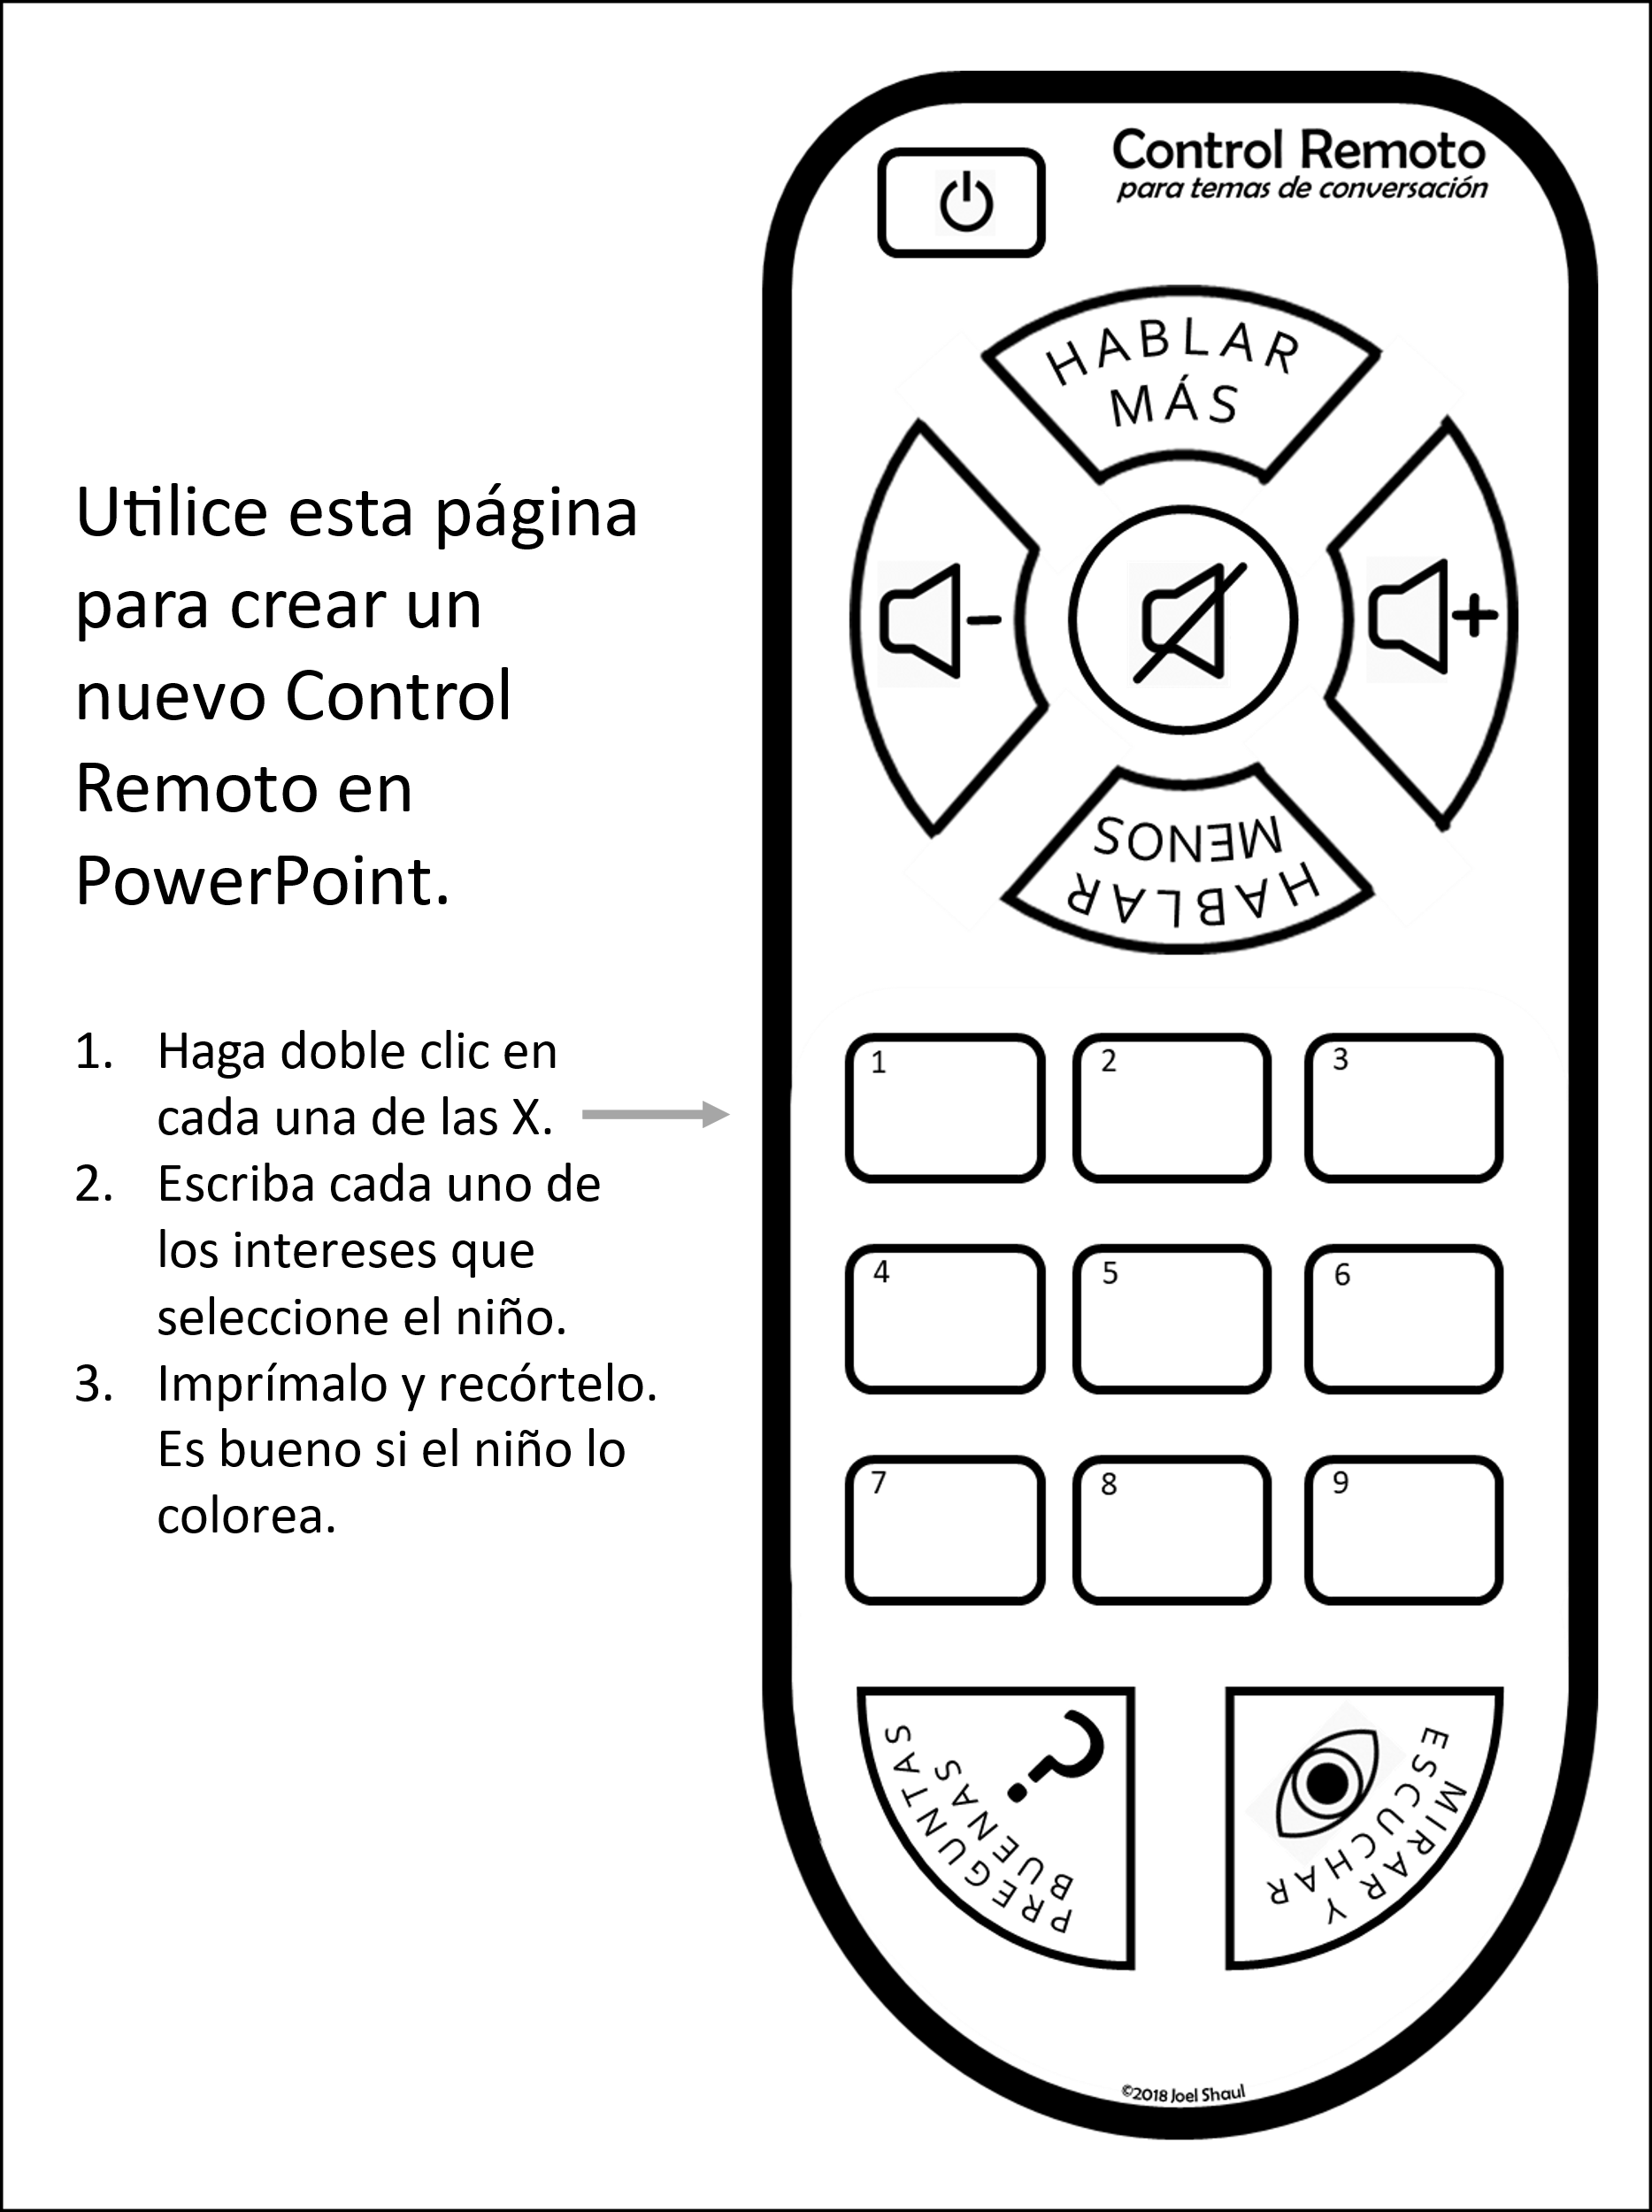 Control Remoto
para temas de conversación
HABLAR
MÁS
-
+
HABLAR
MENOS
Utilice esta página
para crear un
nuevo Control
Remoto en
PowerPoint.
1. Haga doble clic en
cada una de las X.
2. Escriba cada uno de
los intereses que
seleccione el niño.
3. Imprímalo y recórtelo.
Es bueno si el niño lo
colorea.
1
2
3
4
5
6
7
8
9
?
PREGUNTAS
BUENAS
MIRAR Y
ESCUCHAR
©2018 Joel Shaul